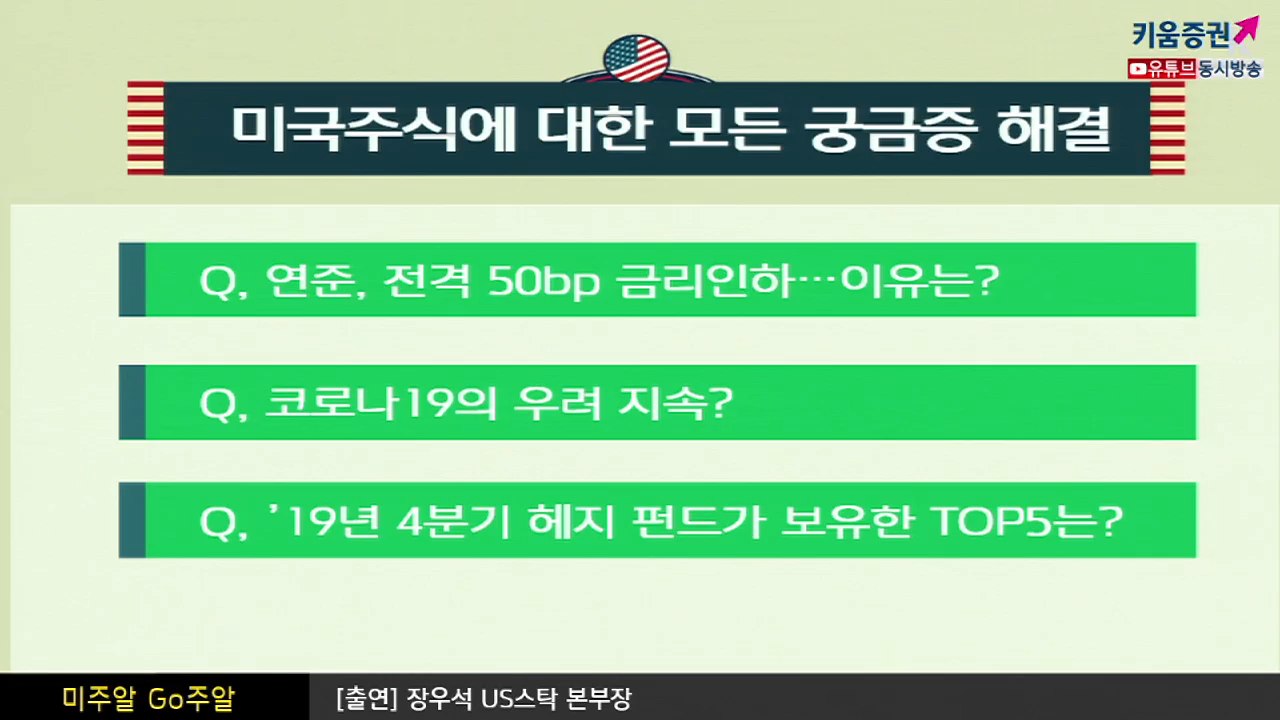 키움증권
유튜브 동시방송
미국주식에 대한 모든 궁금증 해결
Q, 연준, 전격 50bp 금리인하···이유는?
Q, 코로나19의 우려 지속?
Q, ’19년 4분기 헤지 펀드가 보유한 TOP5는?
미주알 Go주알
[출연] 장우석 US스탁 본부장